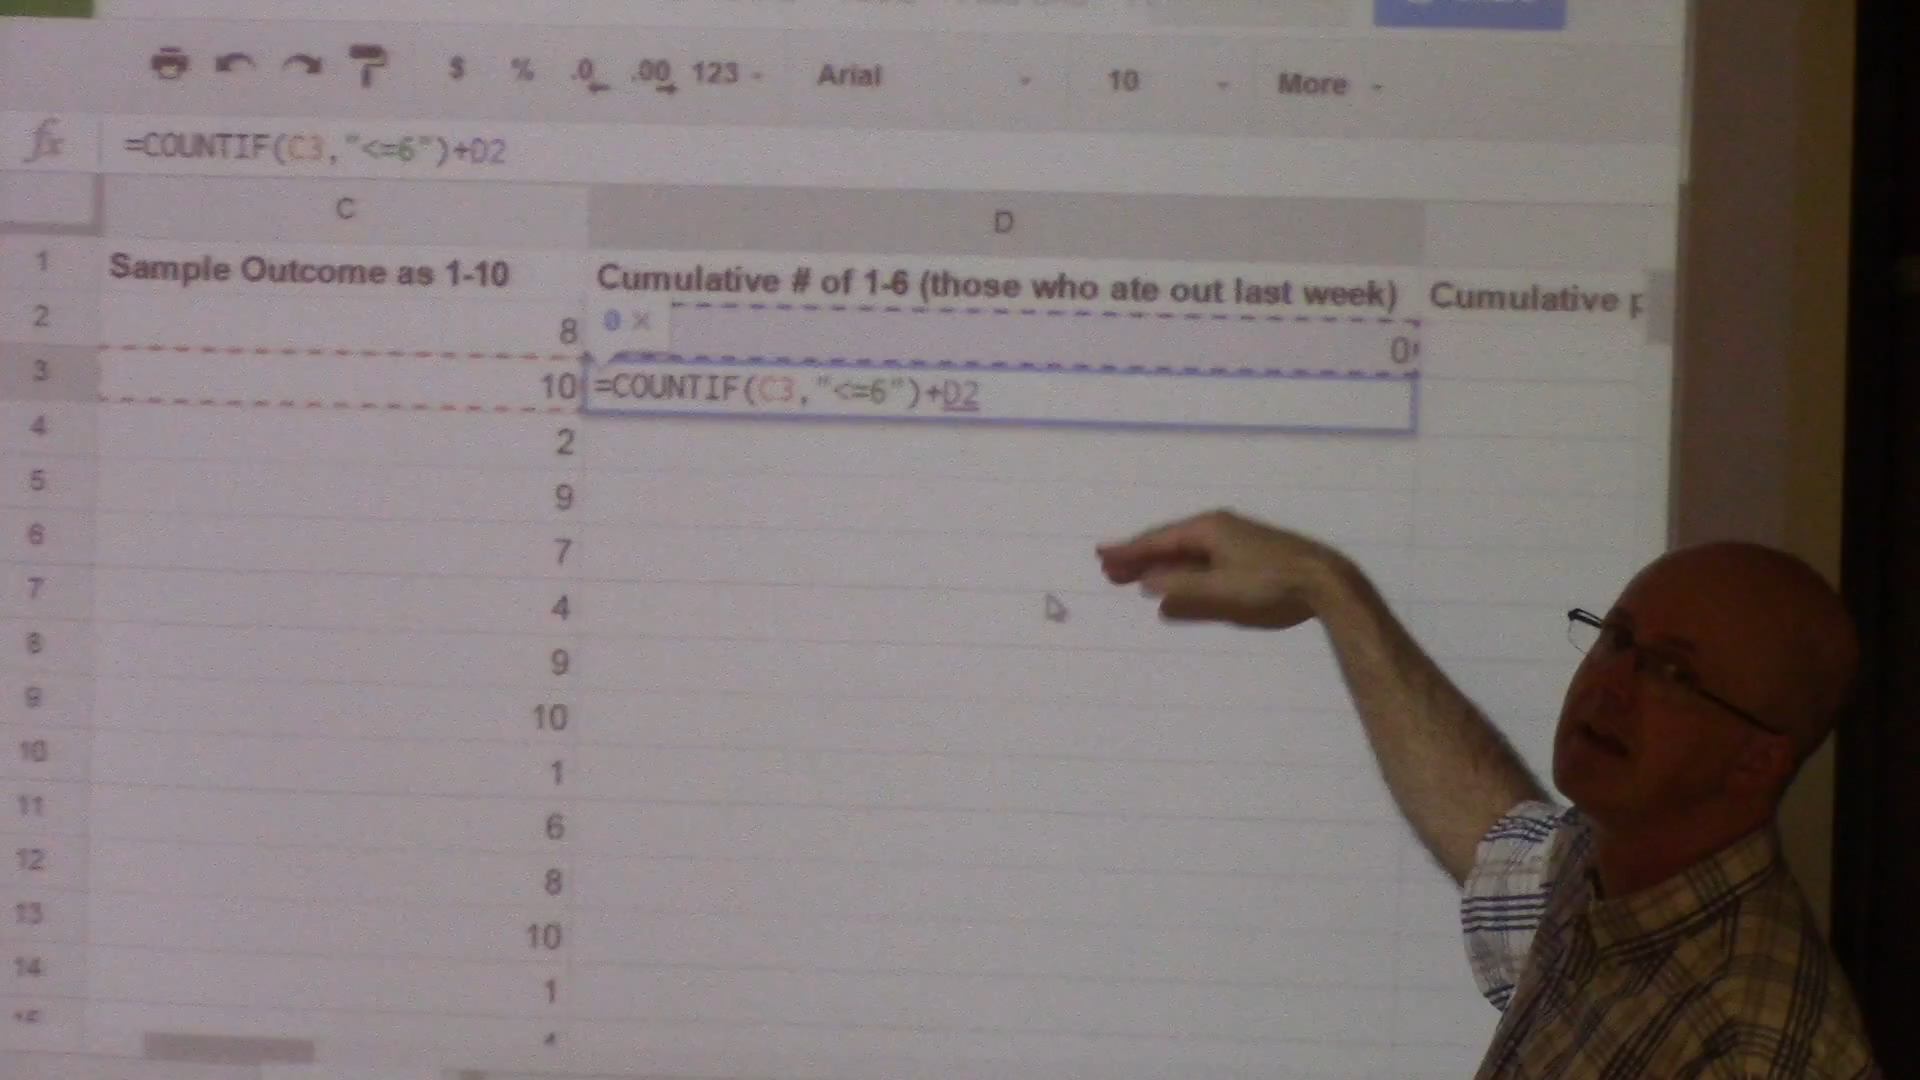 $ % .0 .00 123 Arial 10 More
fx =COUNTIF(C3,"<=6")+D2
C D
1 Sample Outcome as 1-10 Cumulative # of 1-6 (those who ate out last week) Cumulative
2 8 0 × 0
3 10 =COUNTIF(C3,"<=6")+D2
4 2
5 9
6 7
7 4
8 9
9 10
10 1
11 6
12 8
13 10
14 1